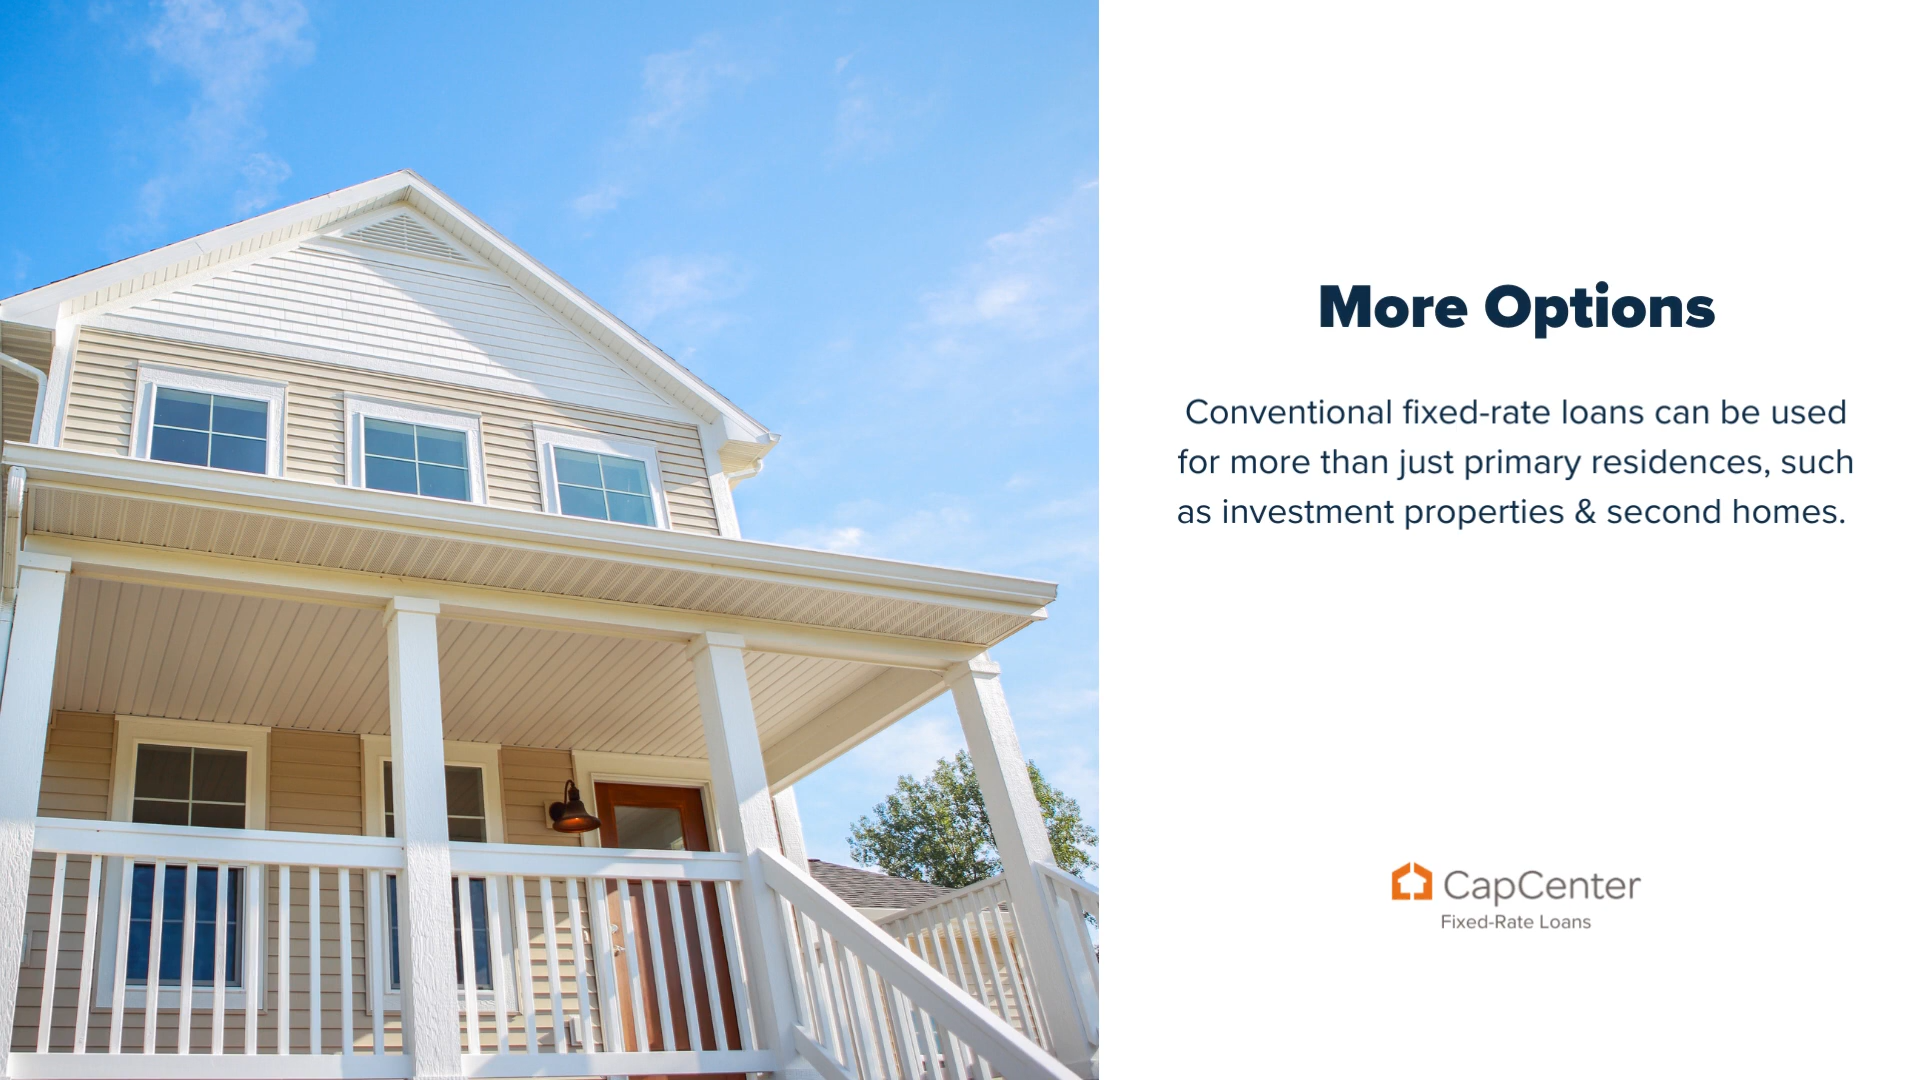 More Options
Conventional fixed-rate loans can be used
for more than just primary residences, such
as investment properties & second homes.
CapCenter
Fixed-Rate Loans